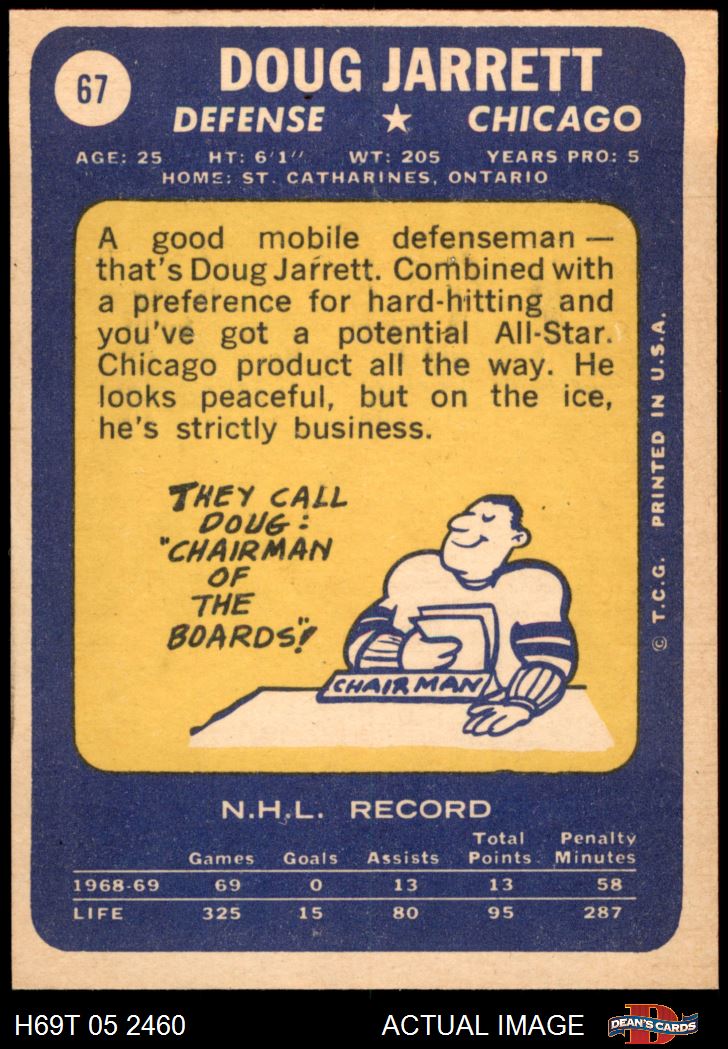 67
DOUG JARRETT
DEFENSE ★ CHICAGO
AGE: 25 HT: 6'1" WT: 205 YEARS PRO: 5
HOME: ST. CATHARINES, ONTARIO
A good mobile defenseman —
that's Doug Jarrett. Combined with
a preference for hard-hitting and
you've got a potential All-Star.
Chicago product all the way. He
looks peaceful, but on the ice,
he's strictly business.
THEY CALL
DOUG:
"CHAIRMAN
OF
THE
BOARDS"!
CHAIRMAN
© T.C.G. PRINTED IN U.S.A.
N.H.L. RECORD
Games Goals Assists Total Points Penalty Minutes
1968-69 69 0 13 13 58
LIFE 325 15 80 95 287
H69T 05 2460 ACTUAL IMAGE DEAN'S CARDS